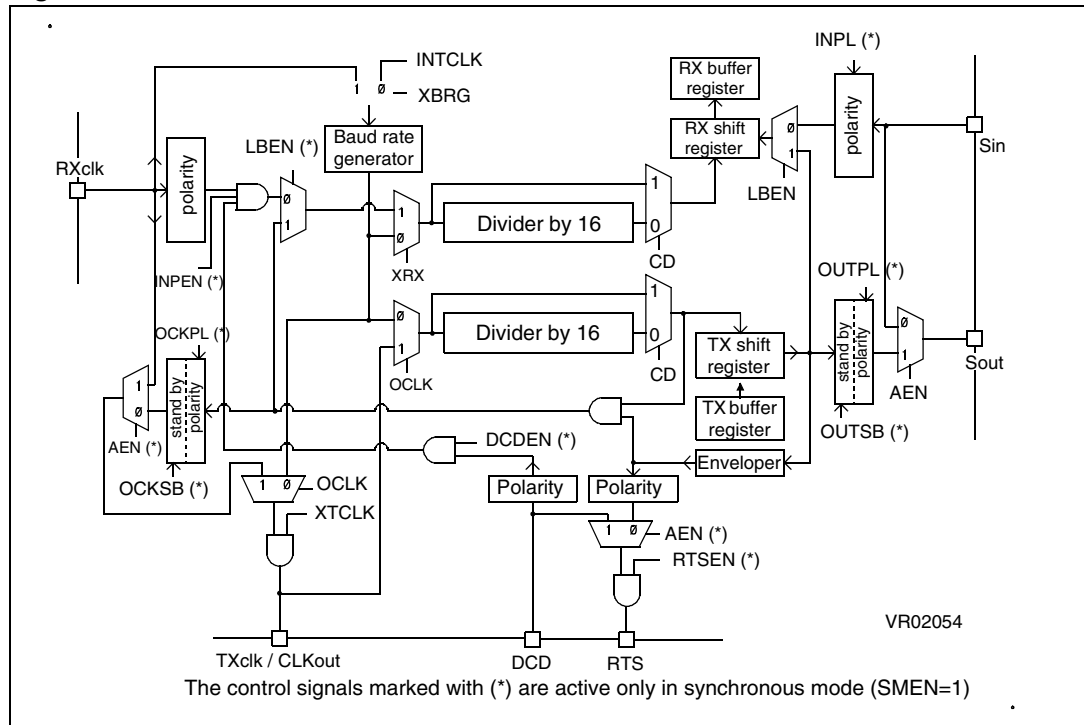 INPL (*)
INTCLK
XBRG
1 0
RX buffer
register
RX shift
register
polarity
0
1
LBEN
Sin
Baud rate
generator
LBEN (*)
RXclk
polarity
0
1
INPEN (*)
1
0
XRX
Divider by 16
1
0
CD
OUTPL (*)
OCKPL (*)
0
1
OCLK
Divider by 16
1
0
CD
TX shift
register
TX buffer
register
stand by
polarity
0
1
AEN
Sout
OUTSB (*)
1
0
AEN (*)
stand by
polarity
OCKSB (*)
DCDEN (*)
Enveloper
Polarity
Polarity
1 0
OCLK
XTCLK
1 0
AEN (*)
RTSEN (*)
VR02054
TXclk / CLKout
DCD
RTS
The control signals marked with (*) are active only in synchronous mode (SMEN=1)